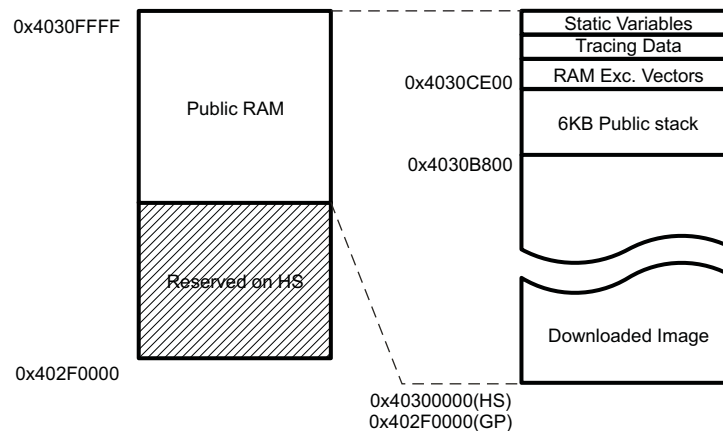 0x4030FFFF
Public RAM
Reserved on HS
0x402F0000
Static Variables
Tracing Data
RAM Exc. Vectors
0x4030CE00
6KB Public stack
0x4030B800
Downloaded Image
0x40300000(HS)
0x402F0000(GP)